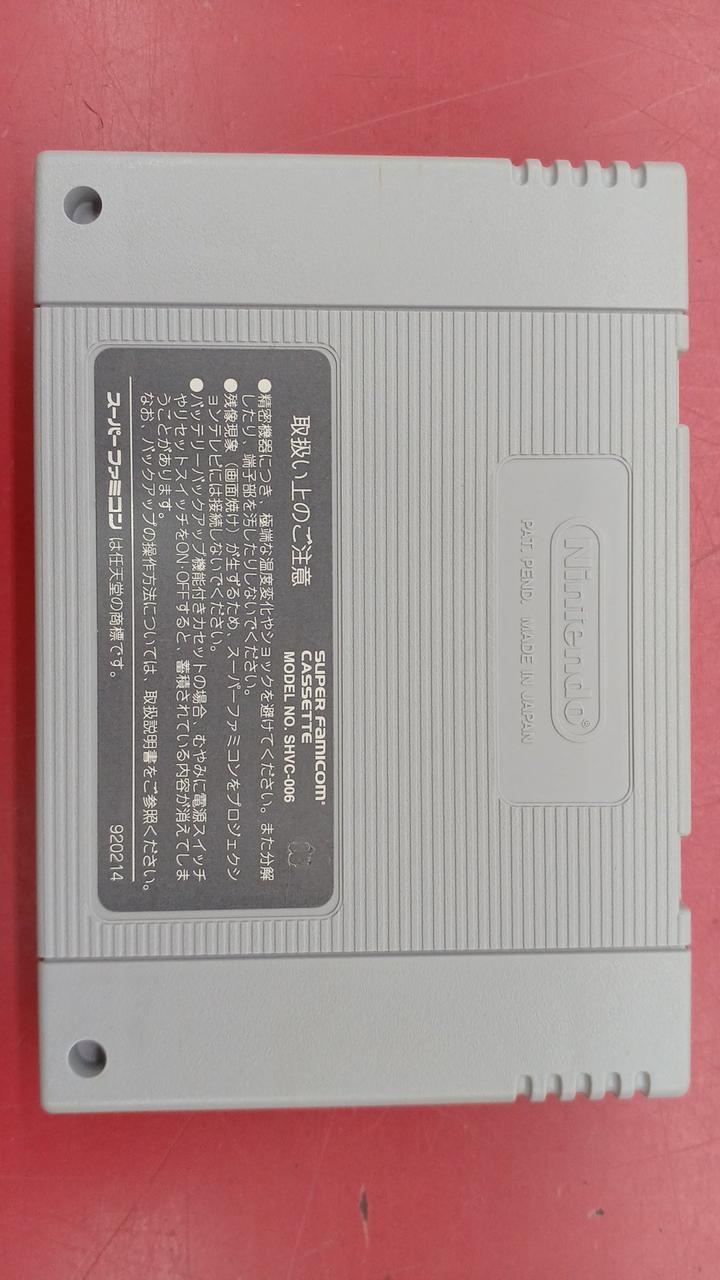 Nintendo®
PAT. PEND. MADE IN JAPAN
SUPER FAMICOM®
CASSETTE
MODEL NO. SHVC-006
取扱い上のご注意
●精密機器につき、極端な温度変化やショックを避けてください。また分解
したり、端子部を汚したりしないでください。
●残像現象(画面焼け)が生ずるため、スーパーファミコンをプロジェクシ
ョンテレビには接続しないでください。
●バッテリーバックアップ機能付きカセットの場合、むやみに電源スイッチ
やリセットスイッチをON・OFFすると、蓄積されている内容が消えてしま
うことがあります。
なお、バックアップの操作方法については、取扱説明書をご参照ください。
スーパーファミコンは任天堂の商標です。
920214